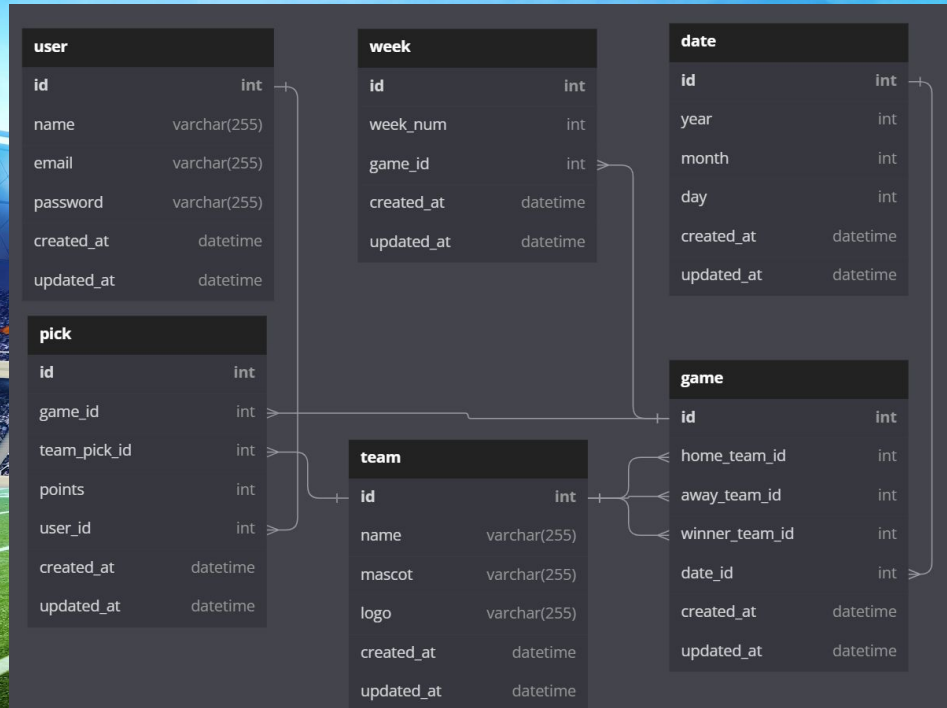 user
id int
name varchar(255)
email varchar(255)
password varchar(255)
created_at datetime
updated_at datetime
week
id int
week_num int
game_id int
created_at datetime
updated_at datetime
date
id int
year int
month int
day int
created_at datetime
updated_at datetime
pick
id int
game_id int
team_pick_id int
points int
user_id int
created_at datetime
updated_at datetime
team
id int
name varchar(255)
mascot varchar(255)
logo varchar(255)
created_at datetime
updated_at datetime
game
id int
home_team_id int
away_team_id int
winner_team_id int
date_id int
created_at datetime
updated_at datetime